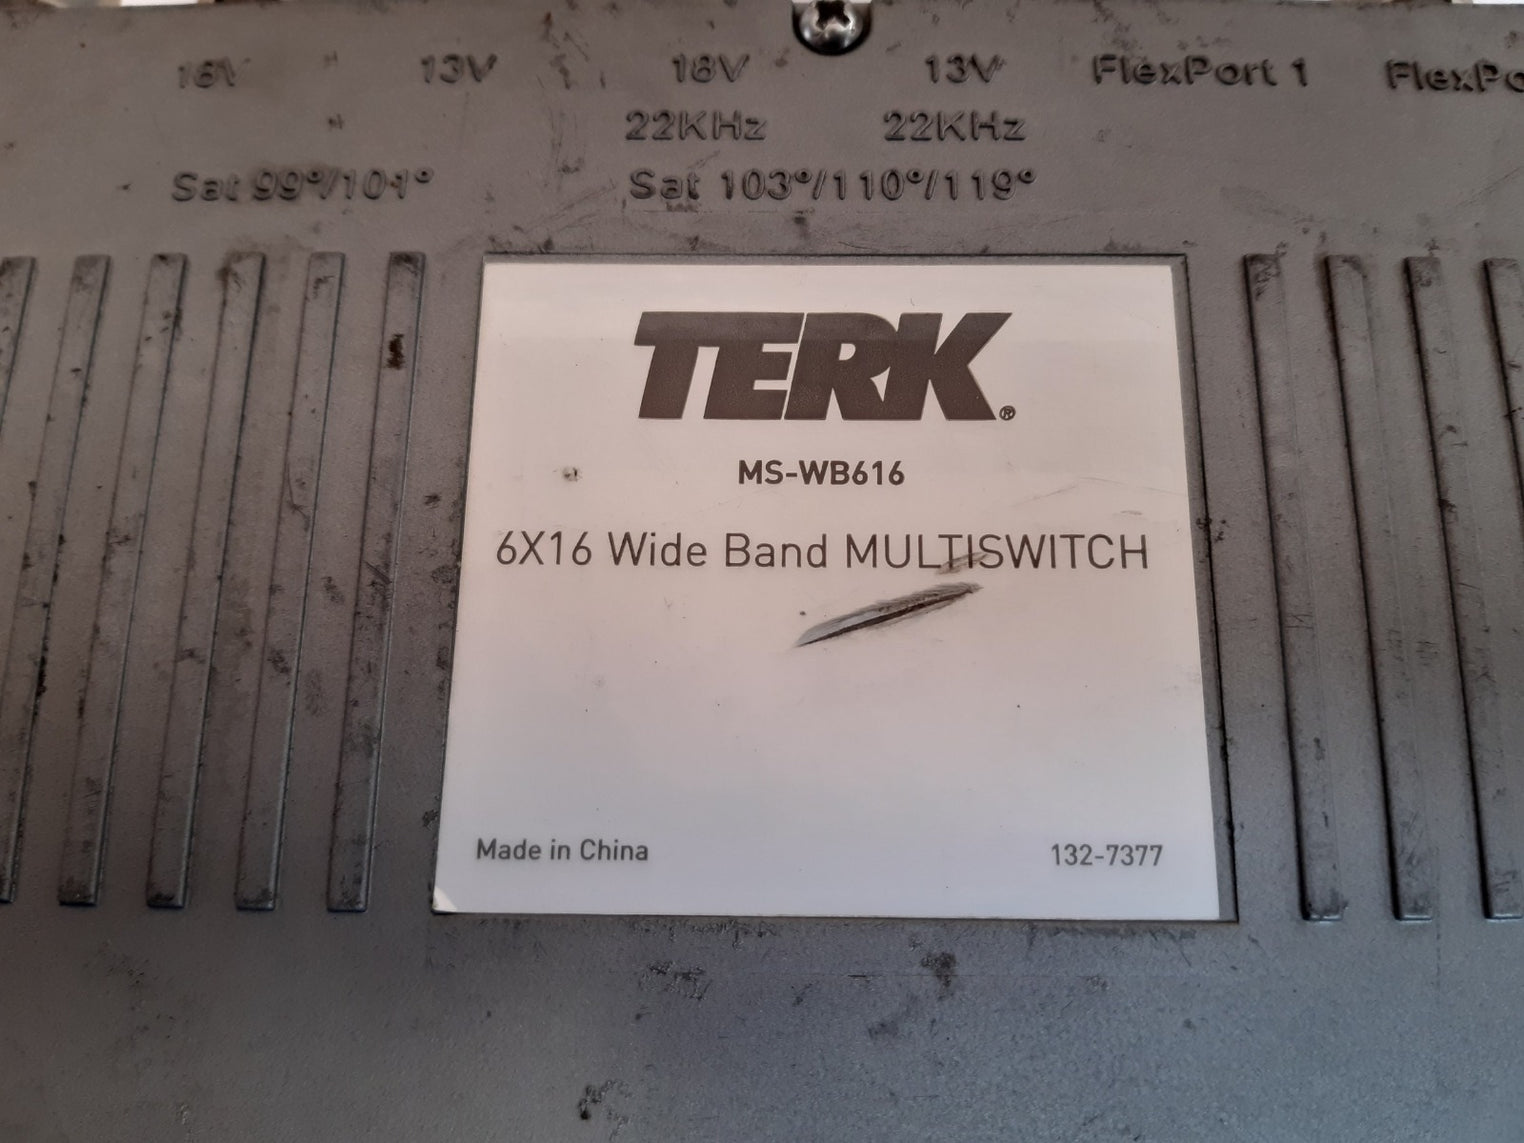 18V 13V 18V 13V FlexPort 1 FlexPo
22KHz 22KHz
Sat 99°/101° Sat 103°/110°/119°
TERK®
MS-WB616
6X16 Wide Band MULTISWITCH
Made in China 132-7377